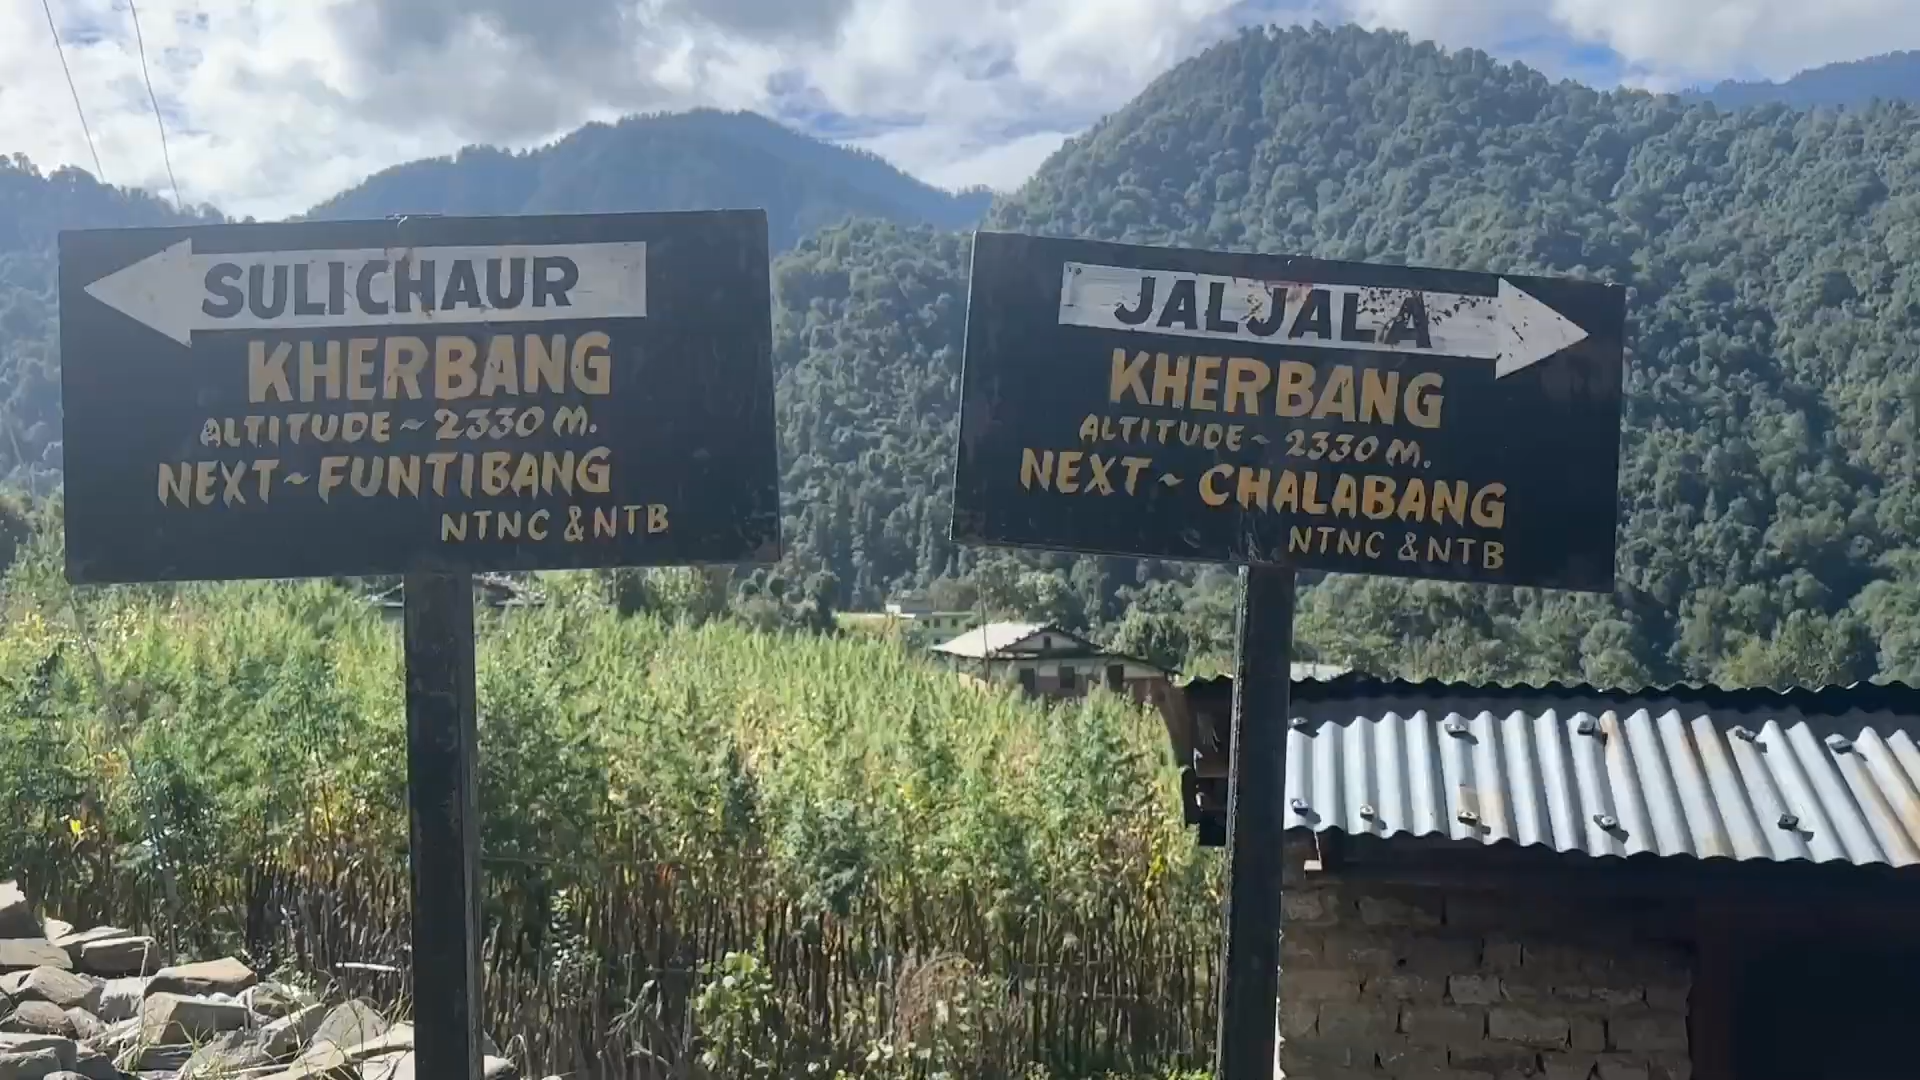 SULICHAUR
KHERBANG
ALTITUDE ~ 2330 M.
NEXT ~ FUNTIBANG
NTNC & NTB
JALJALA
KHERBANG
ALTITUDE ~ 2330 M.
NEXT ~ CHALABANG
NTNC & NTB